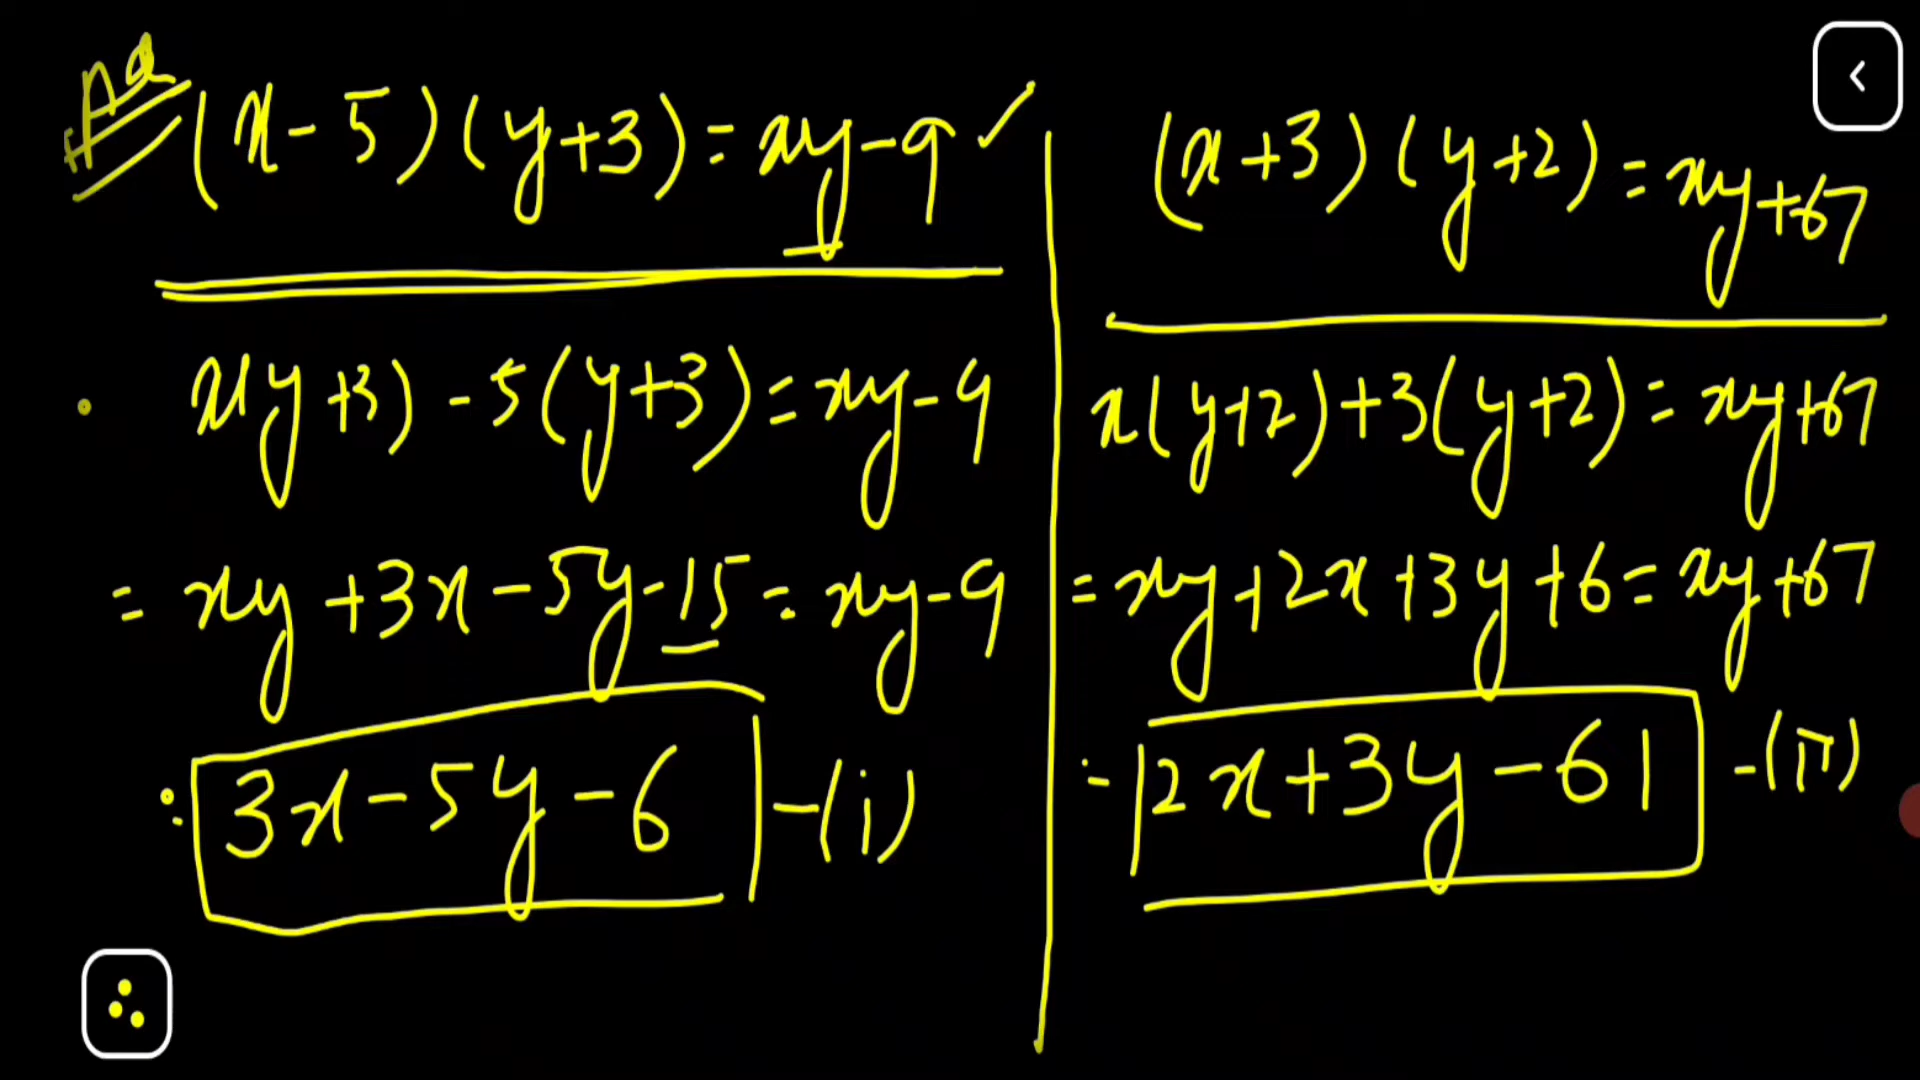 (x-5)(y+3)=xy-9 ✓
x(y+3)-5(y+3)=xy-9
= xy+3x-5y-15=xy-9
: 3x-5y-6 -(i)
(x+3)(y+2)=xy+67
x(y+2)+3(y+2)=xy+67
= xy+2x+3y+6=xy+67
:- 2x+3y-61 -(ii)